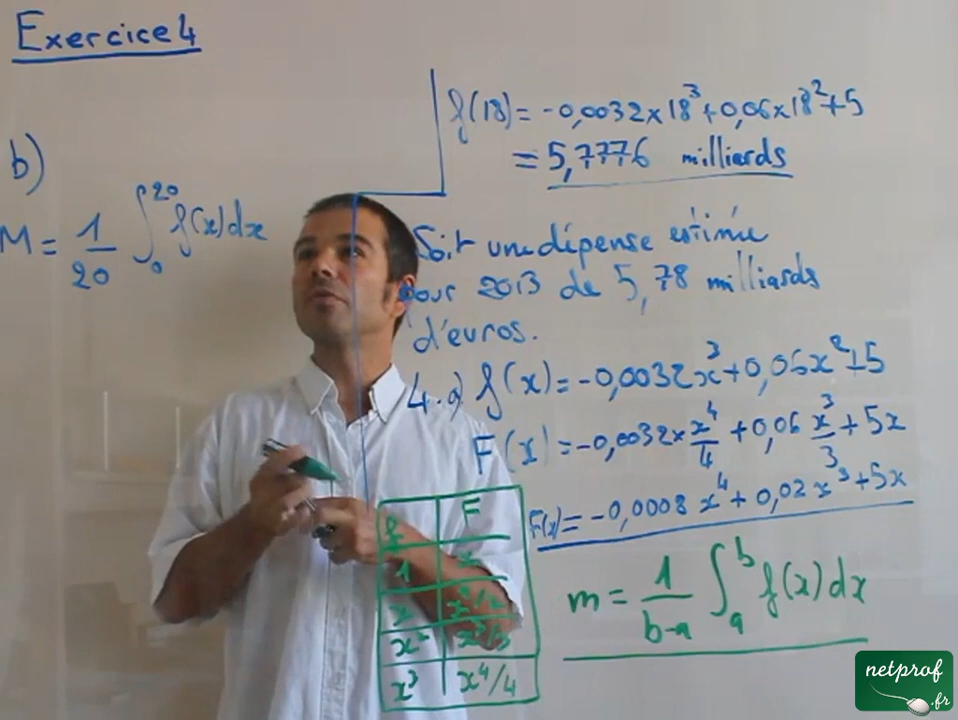 Exercice 4
b)
M = 1/20 ∫₀²⁰ f(x)dx
f(18) = -0,0032×18³+0,06×18²+5
= 5,7776 milliards
Soit une dépense estimée
pour 2013 de 5,78 milliards
d'euros.
4.a) f(x) = -0,0032x³+0,06x²+5
F(x) = -0,0032×x⁴/4 + 0,06 x³/3 + 5x
F(x) = -0,0008 x⁴ + 0,02x³+5x
f F
1 x
x x²/2
x² x³/3
x³ x⁴/4
m = 1/b-a ∫ₐᵇ f(x)dx
netprof
.fr